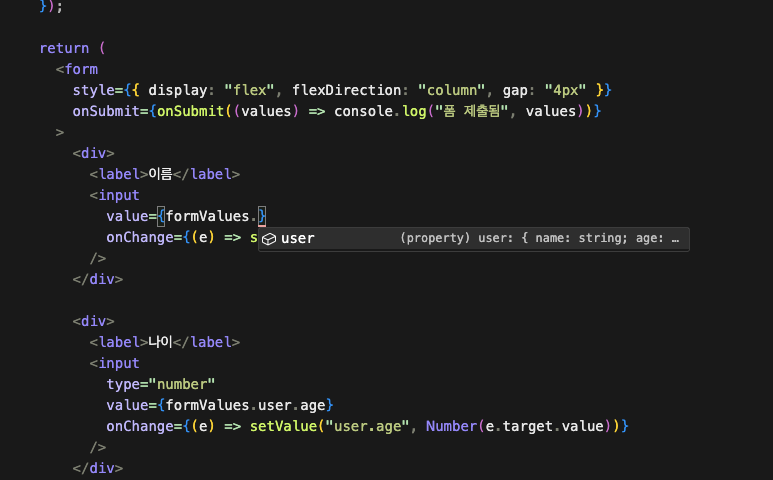 });
return (
<form
style={{ display: "flex", flexDirection: "column", gap: "4px" }}
onSubmit={onSubmit((values) => console.log("폼 제출됨", values))}
>
<div>
<label>이름</label>
<input
value={formValues.}
onChange={(e) => s
user (property) user: { name: string; age: …
/>
</div>
<div>
<label>나이</label>
<input
type="number"
value={formValues.user.age}
onChange={(e) => setValue("user.age", Number(e.target.value))}
/>
</div>